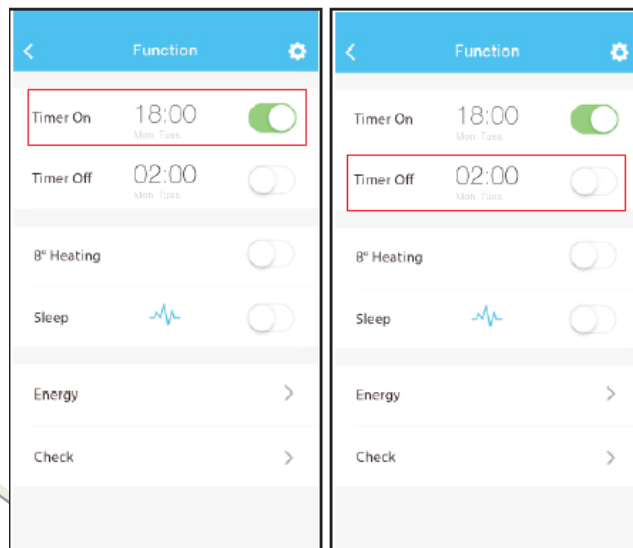 Function
Timer On
18:00
Mon. Tues.
Timer Off
02:00
Mon. Tues.
8° Heating
Sleep
Energy
Check
Function
Timer On
18:00
Mon. Tues.
Timer Off
02:00
Mon. Tues.
8° Heating
Sleep
Energy
Check